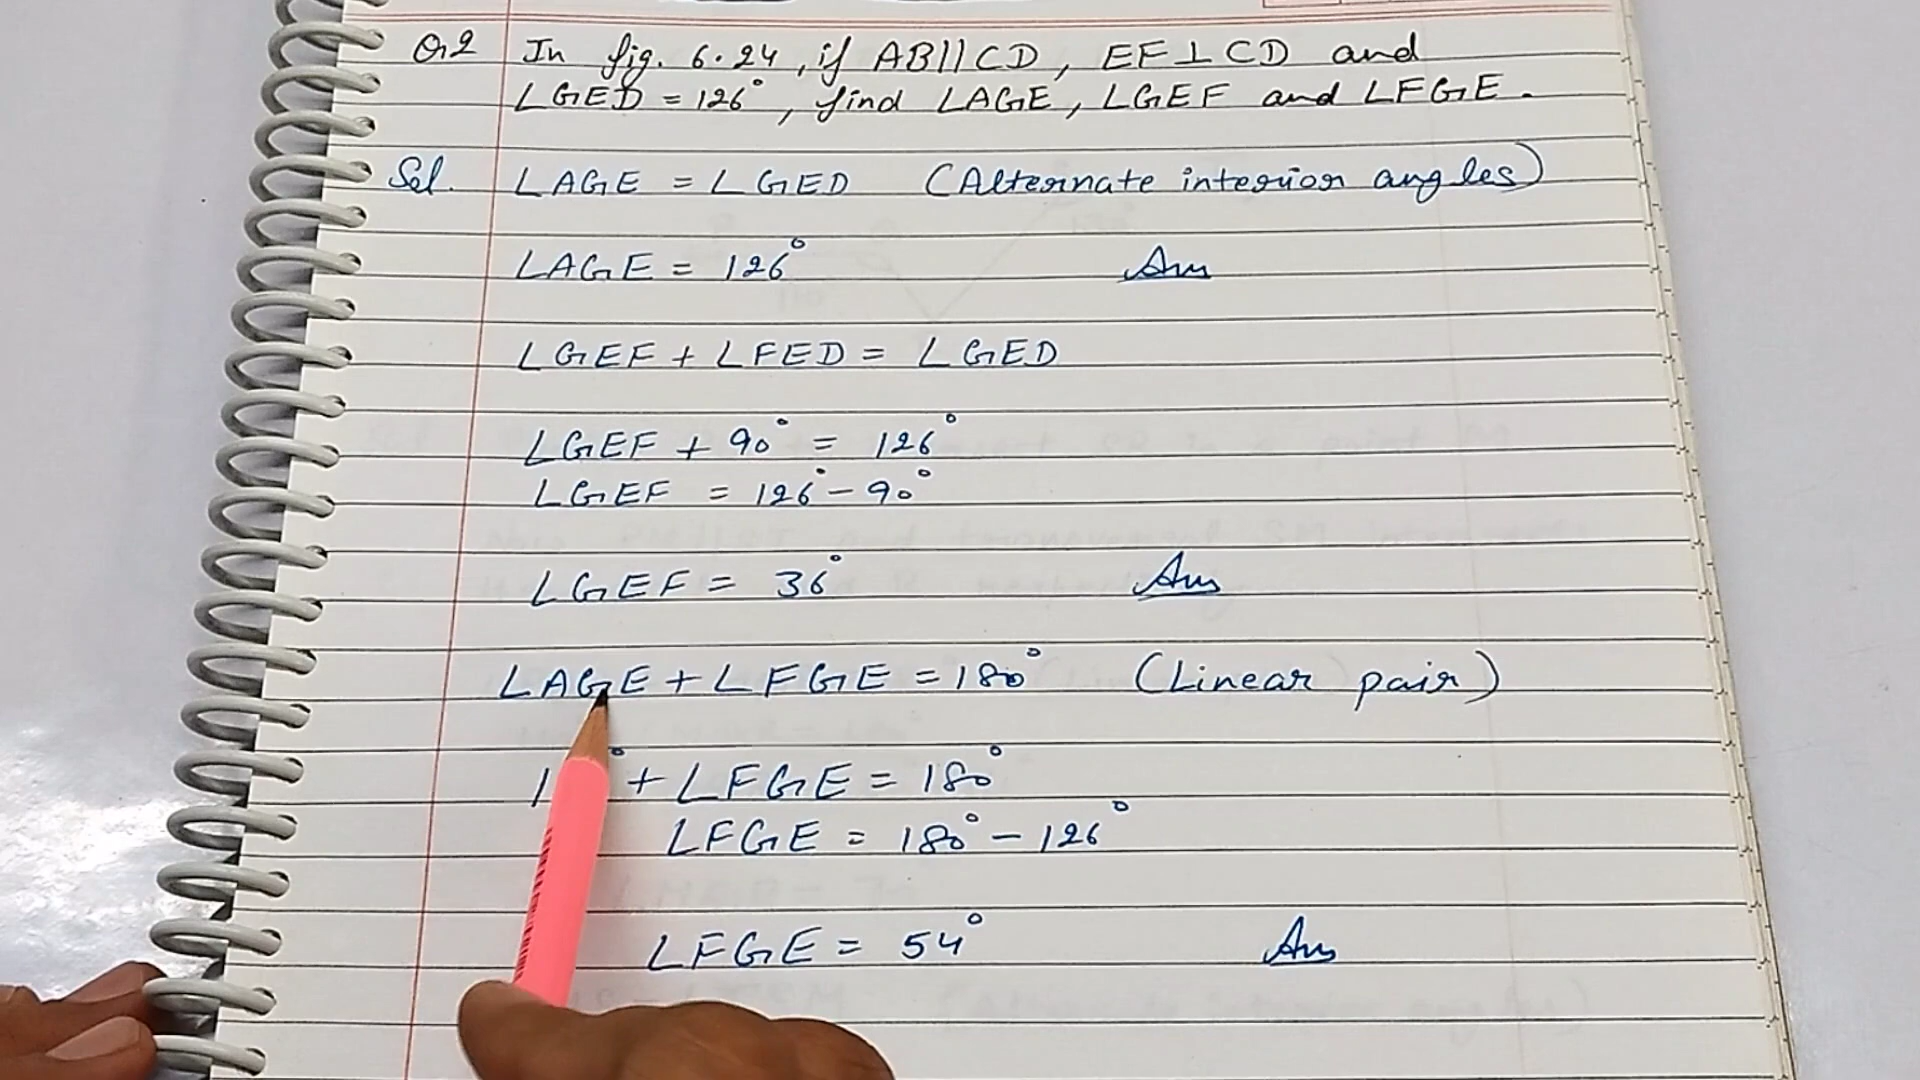 Q2 In fig. 6.24, if AB||CD, EF⊥CD and
∠GED = 126°, find ∠AGE, ∠GEF and ∠FGE.
Sol. ∠AGE = ∠GED (Alternate interior angles)
∠AGE = 126° Ans
∠GEF + ∠FED = ∠GED
∠GEF + 90° = 126°
∠GEF = 126° - 90°
∠GEF = 36° Ans
∠AGE + ∠FGE = 180° (Linear pair)
1 ° + ∠FGE = 180°
∠FGE = 180° - 126°
∠FGE = 54° Ans